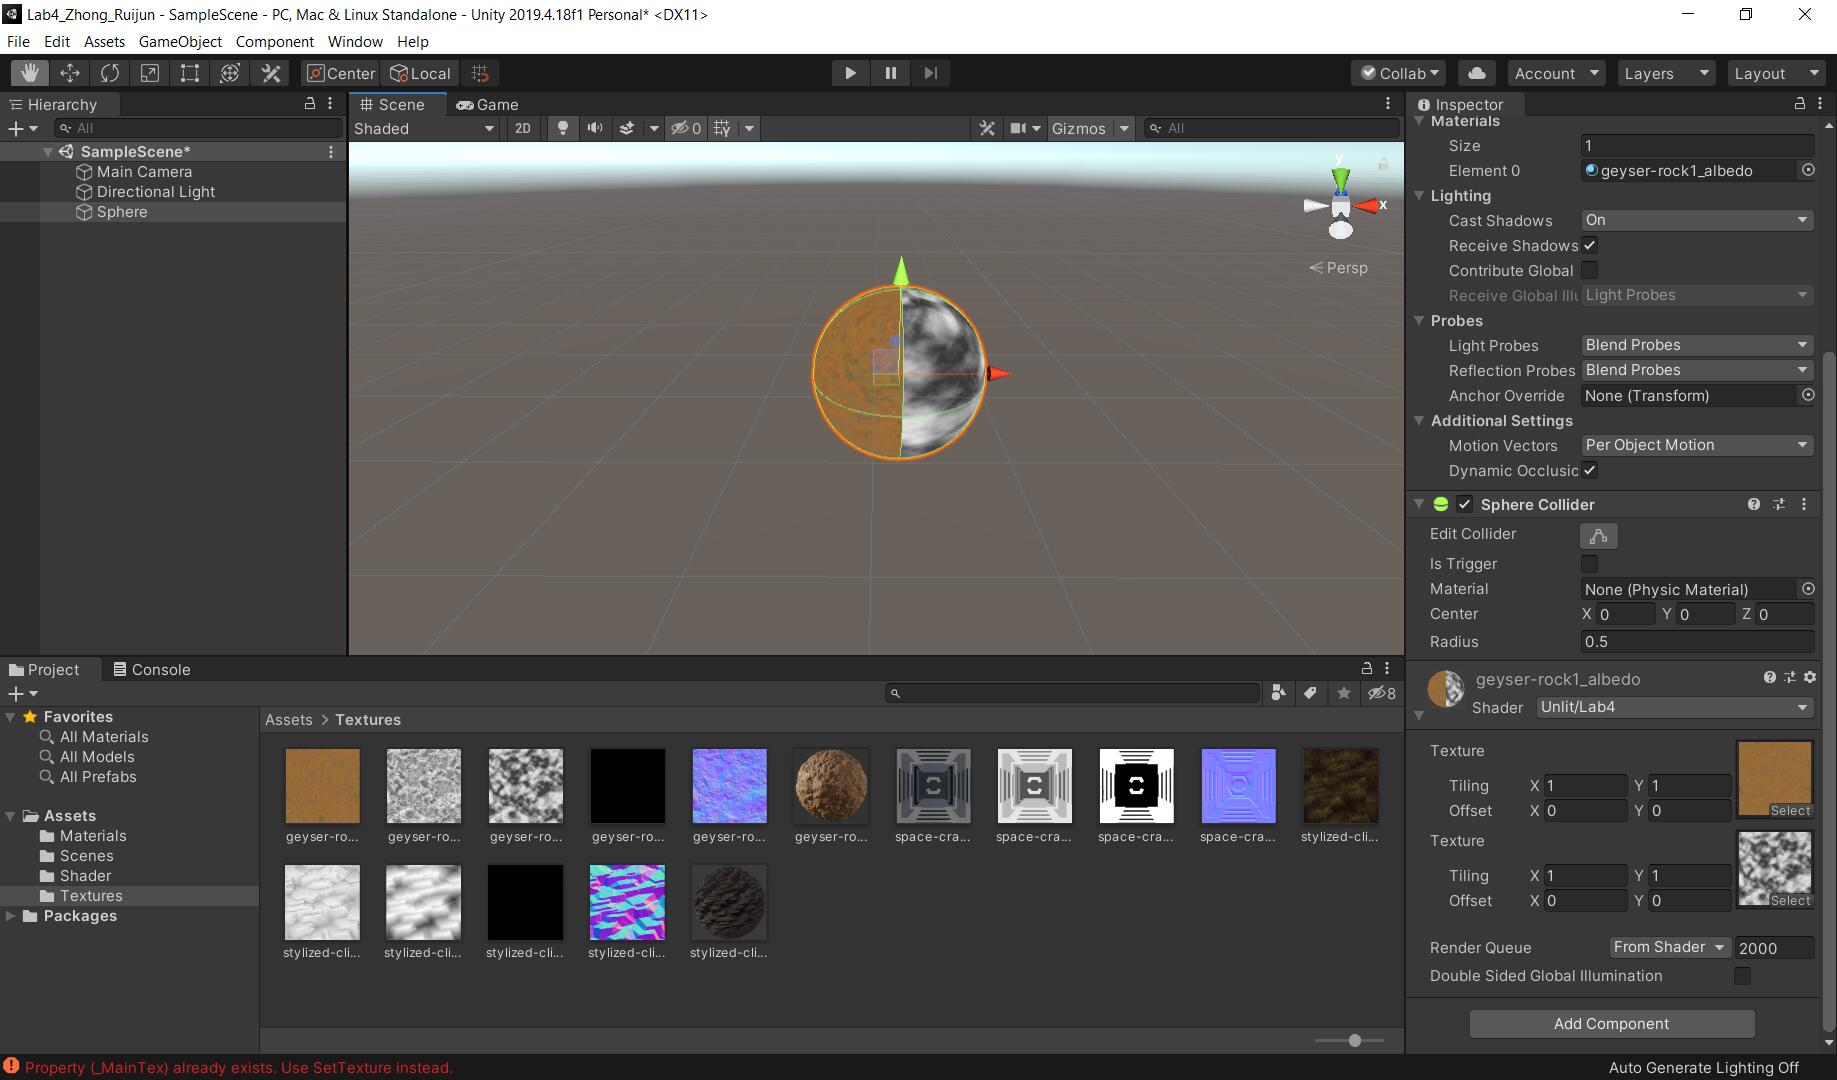 Lab4_Zhong_Ruijun - SampleScene - PC, Mac & Linux Standalone - Unity 2019.4.18f1 Personal* <DX11>
File Edit Assets GameObject Component Window Help
Center Local Collab Account Layers Layout
Hierarchy
All
SampleScene*
Main Camera
Directional Light
Sphere
Scene Game
Shaded 2D 0 Gizmos All
y
x
Persp
Inspector
Materials
Size 1
Element 0 geyser-rock1_albedo
Lighting
Cast Shadows On
Receive Shadows
Contribute Global
Receive Global Illu Light Probes
Probes
Light Probes Blend Probes
Reflection Probes Blend Probes
Anchor Override None (Transform)
Additional Settings
Motion Vectors Per Object Motion
Dynamic Occlusic
Sphere Collider
Edit Collider
Is Trigger
Material None (Physic Material)
Center X 0 Y 0 Z 0
Radius 0.5
geyser-rock1_albedo
Shader Unlit/Lab4
Texture
Tiling X 1 Y 1
Offset X 0 Y 0
Select
Texture
Tiling X 1 Y 1
Offset X 0 Y 0
Select
Render Queue From Shader 2000
Double Sided Global Illumination
Add Component
Project Console
8
Favorites
All Materials
All Models
All Prefabs
Assets
Materials
Scenes
Shader
Textures
Packages
Assets > Textures
geyser-ro... geyser-ro... geyser-ro... geyser-ro... geyser-ro... geyser-ro... space-cra... space-cra... space-cra... space-cra... stylized-cli...
stylized-cli... stylized-cli... stylized-cli... stylized-cli... stylized-cli...
Property (_MainTex) already exists. Use SetTexture instead.
Auto Generate Lighting Off